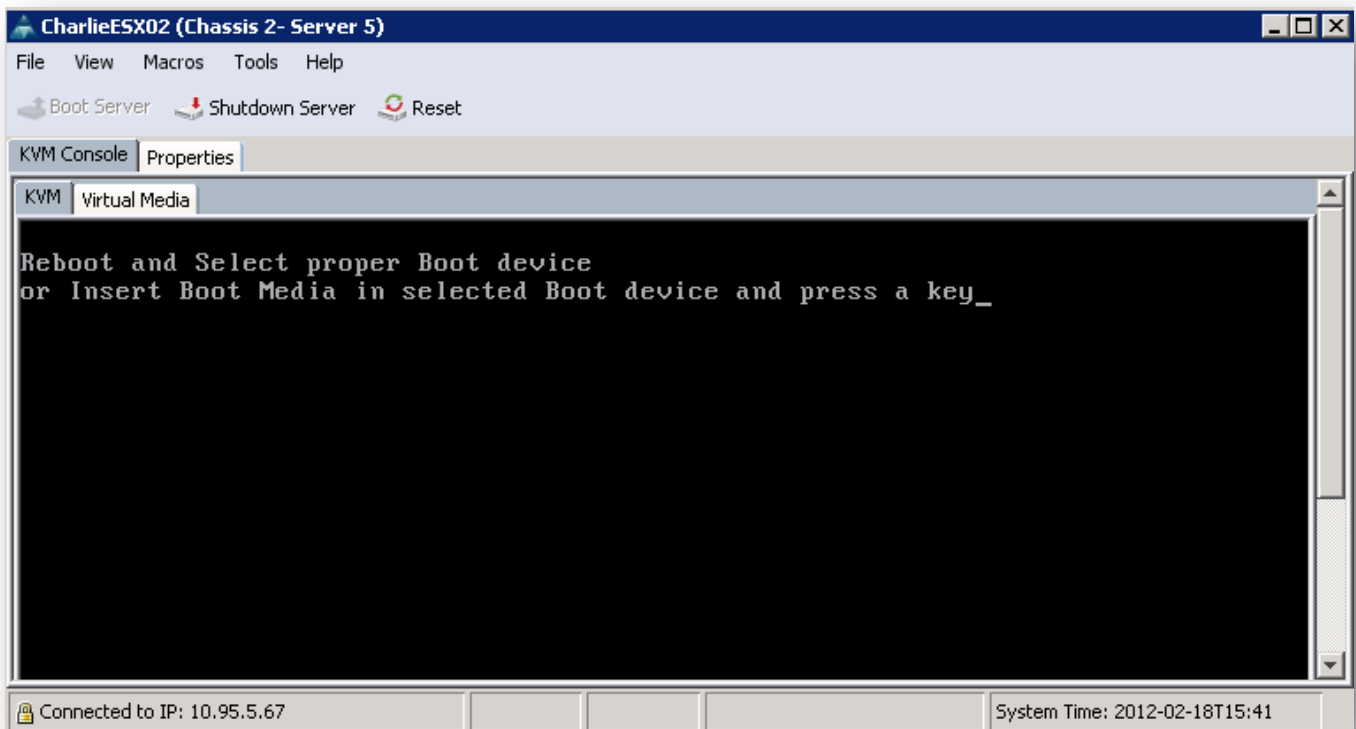 CharlieESX02 (Chassis 2- Server 5)
File View Macros Tools Help
Boot Server Shutdown Server Reset
KVM Console Properties
KVM Virtual Media
Reboot and Select proper Boot device
or Insert Boot Media in selected Boot device and press a key_
Connected to IP: 10.95.5.67 System Time: 2012-02-18T15:41